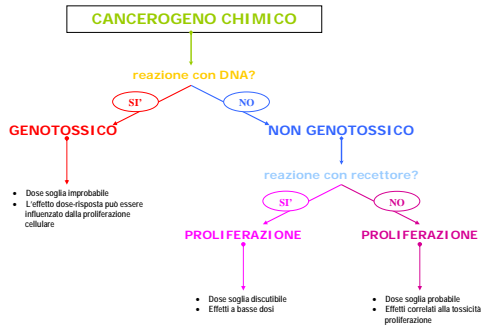 CANCEROGENO CHIMICO
reazione con DNA?
SI'
NO
GENOTOSSICO
NON GENOTOSSICO
• Dose soglia improbabile
• L'effetto dose-risposta può essere
influenzato dalla proliferazione
cellulare
reazione con recettore?
SI'
NO
PROLIFERAZIONE
PROLIFERAZIONE
• Dose soglia discutibile
• Effetti a basse dosi
• Dose soglia probabile
• Effetti correlati alla tossicità
proliferazione